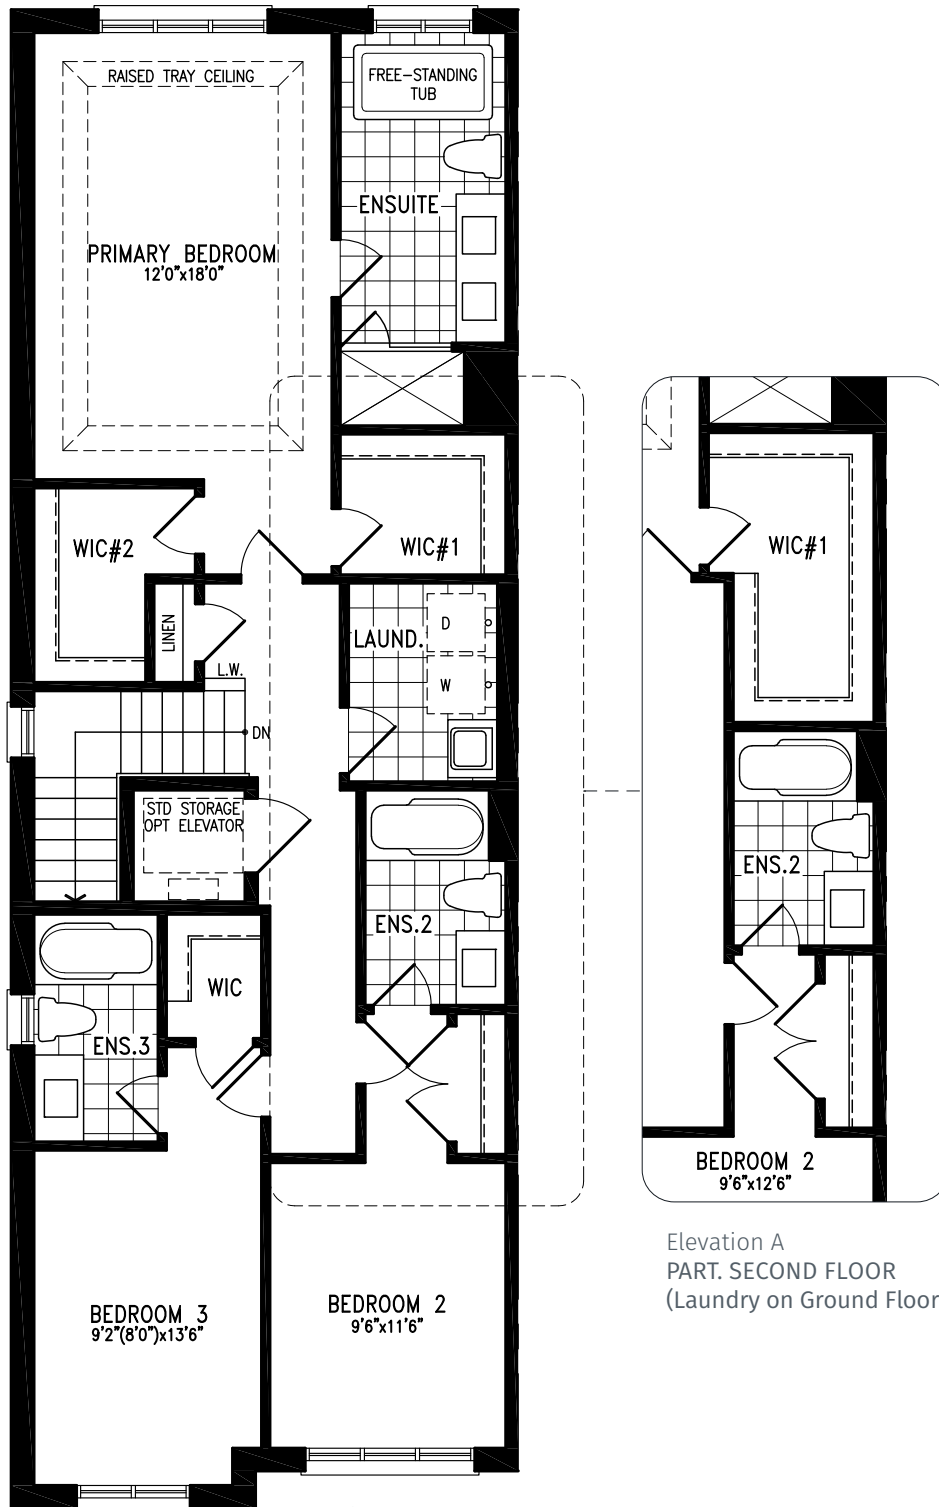 RAISED TRAY CEILING
FREE-STANDING
TUB
ENSUITE
PRIMARY BEDROOM
12'0"x18'0"
WIC#2
WIC#1
LINEN
LAUND.
D
W
L.W.
DN
STD STORAGE
OPT ELEVATOR
ENS.2
WIC
ENS.3
BEDROOM 3
9'2"(8'0")x13'6"
BEDROOM 2
9'6"x11'6"
WIC#1
ENS.2
BEDROOM 2
9'6"x12'6"
Elevation A
PART. SECOND FLOOR
(Laundry on Ground Floor